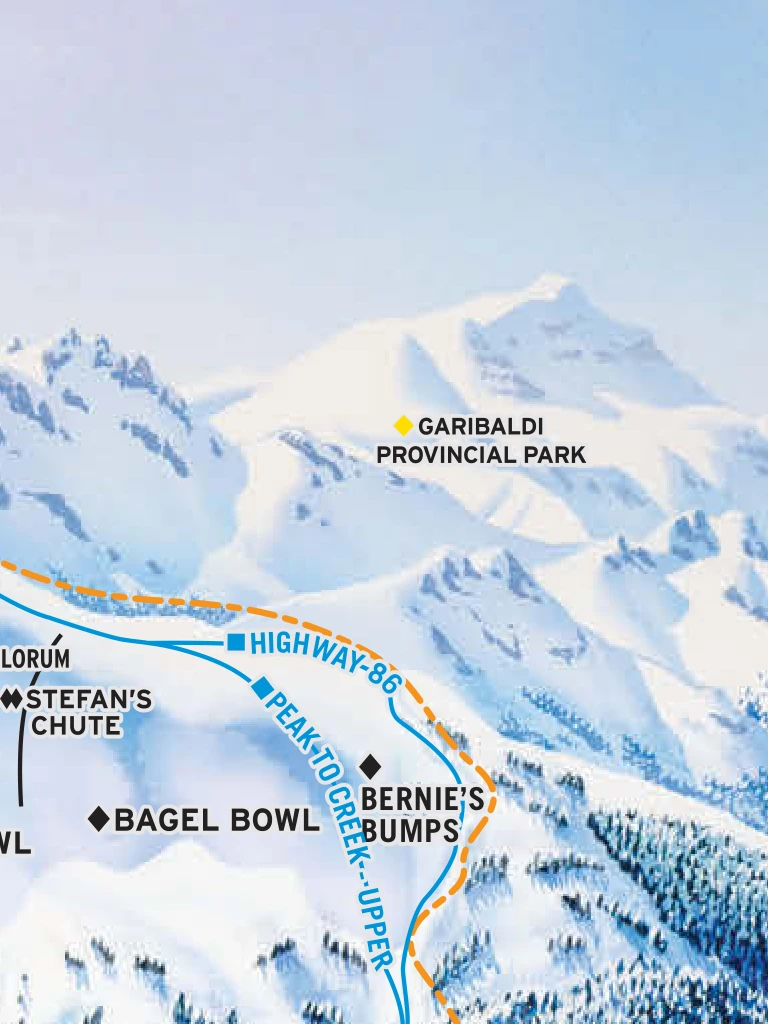 GARIBALDI
PROVINCIAL PARK
HIGHWAY-86
LORUM
STEFAN'S
CHUTE
PEAK-TO CREEK---UPPER
BERNIE'S
BUMPS
BAGEL BOWL
WL